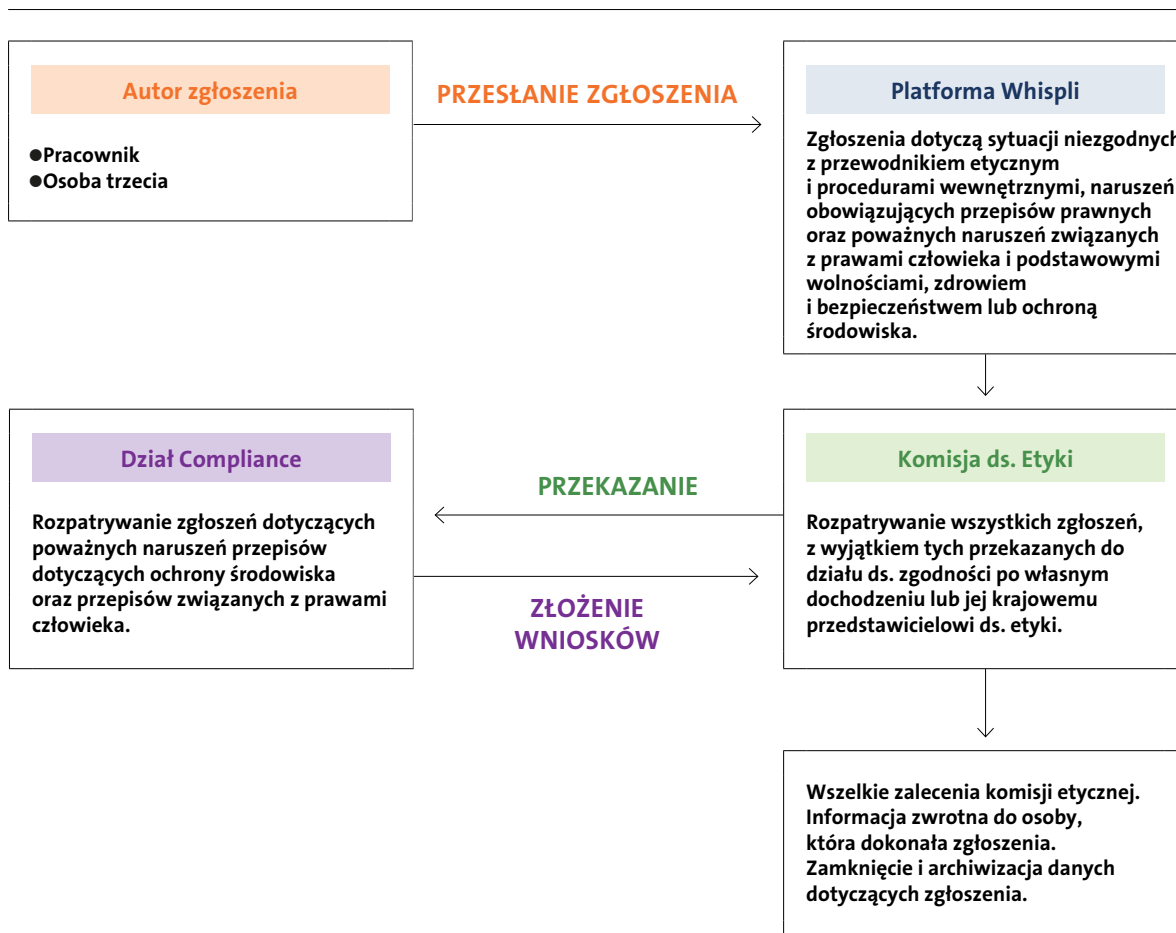 Autor zgłoszenia
●Pracownik
●Osoba trzecia
PRZESŁANIE ZGŁOSZENIA
Platforma Whispli
Zgłoszenia dotyczą sytuacji niezgodnych
z przewodnikiem etycznym
i procedurami wewnętrznymi, naruszeń
obowiązujących przepisów prawnych
oraz poważnych naruszeń związanych
z prawami człowieka i podstawowymi
wolnościami, zdrowiem
i bezpieczeństwem lub ochroną
środowiska.
Dział Compliance
Rozpatrywanie zgłoszeń dotyczących
poważnych naruszeń przepisów
dotyczących ochrony środowiska
oraz przepisów związanych z prawami
człowieka.
PRZEKAZANIE
ZŁOŻENIE
WNIOSKÓW
Komisja ds. Etyki
Rozpatrywanie wszystkich zgłoszeń,
z wyjątkiem tych przekazanych do
działu ds. zgodności po własnym
dochodzeniu lub jej krajowemu
przedstawicielowi ds. etyki.
Wszelkie zalecenia komisji etycznej.
Informacja zwrotna do osoby,
która dokonała zgłoszenia.
Zamknięcie i archiwizacja danych
dotyczących zgłoszenia.